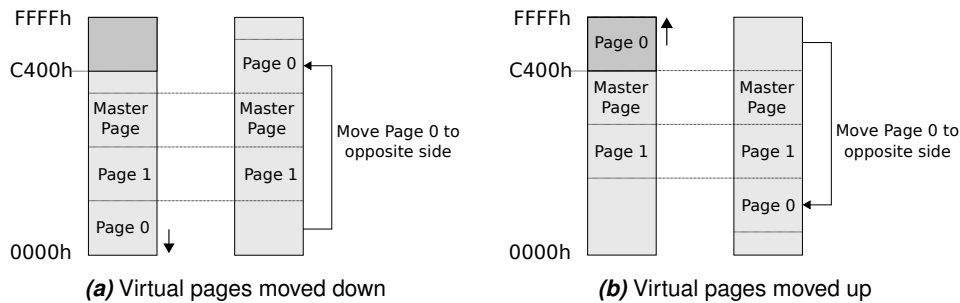 FFFFh
C400h
0000h
Master
Page
Page 1
Page 0
Page 0
Master
Page
Page 1
Move Page 0 to
opposite side
(a) Virtual pages moved down
FFFFh
C400h
0000h
Page 0
Master
Page
Page 1
Master
Page
Page 1
Page 0
Move Page 0 to
opposite side
(b) Virtual pages moved up